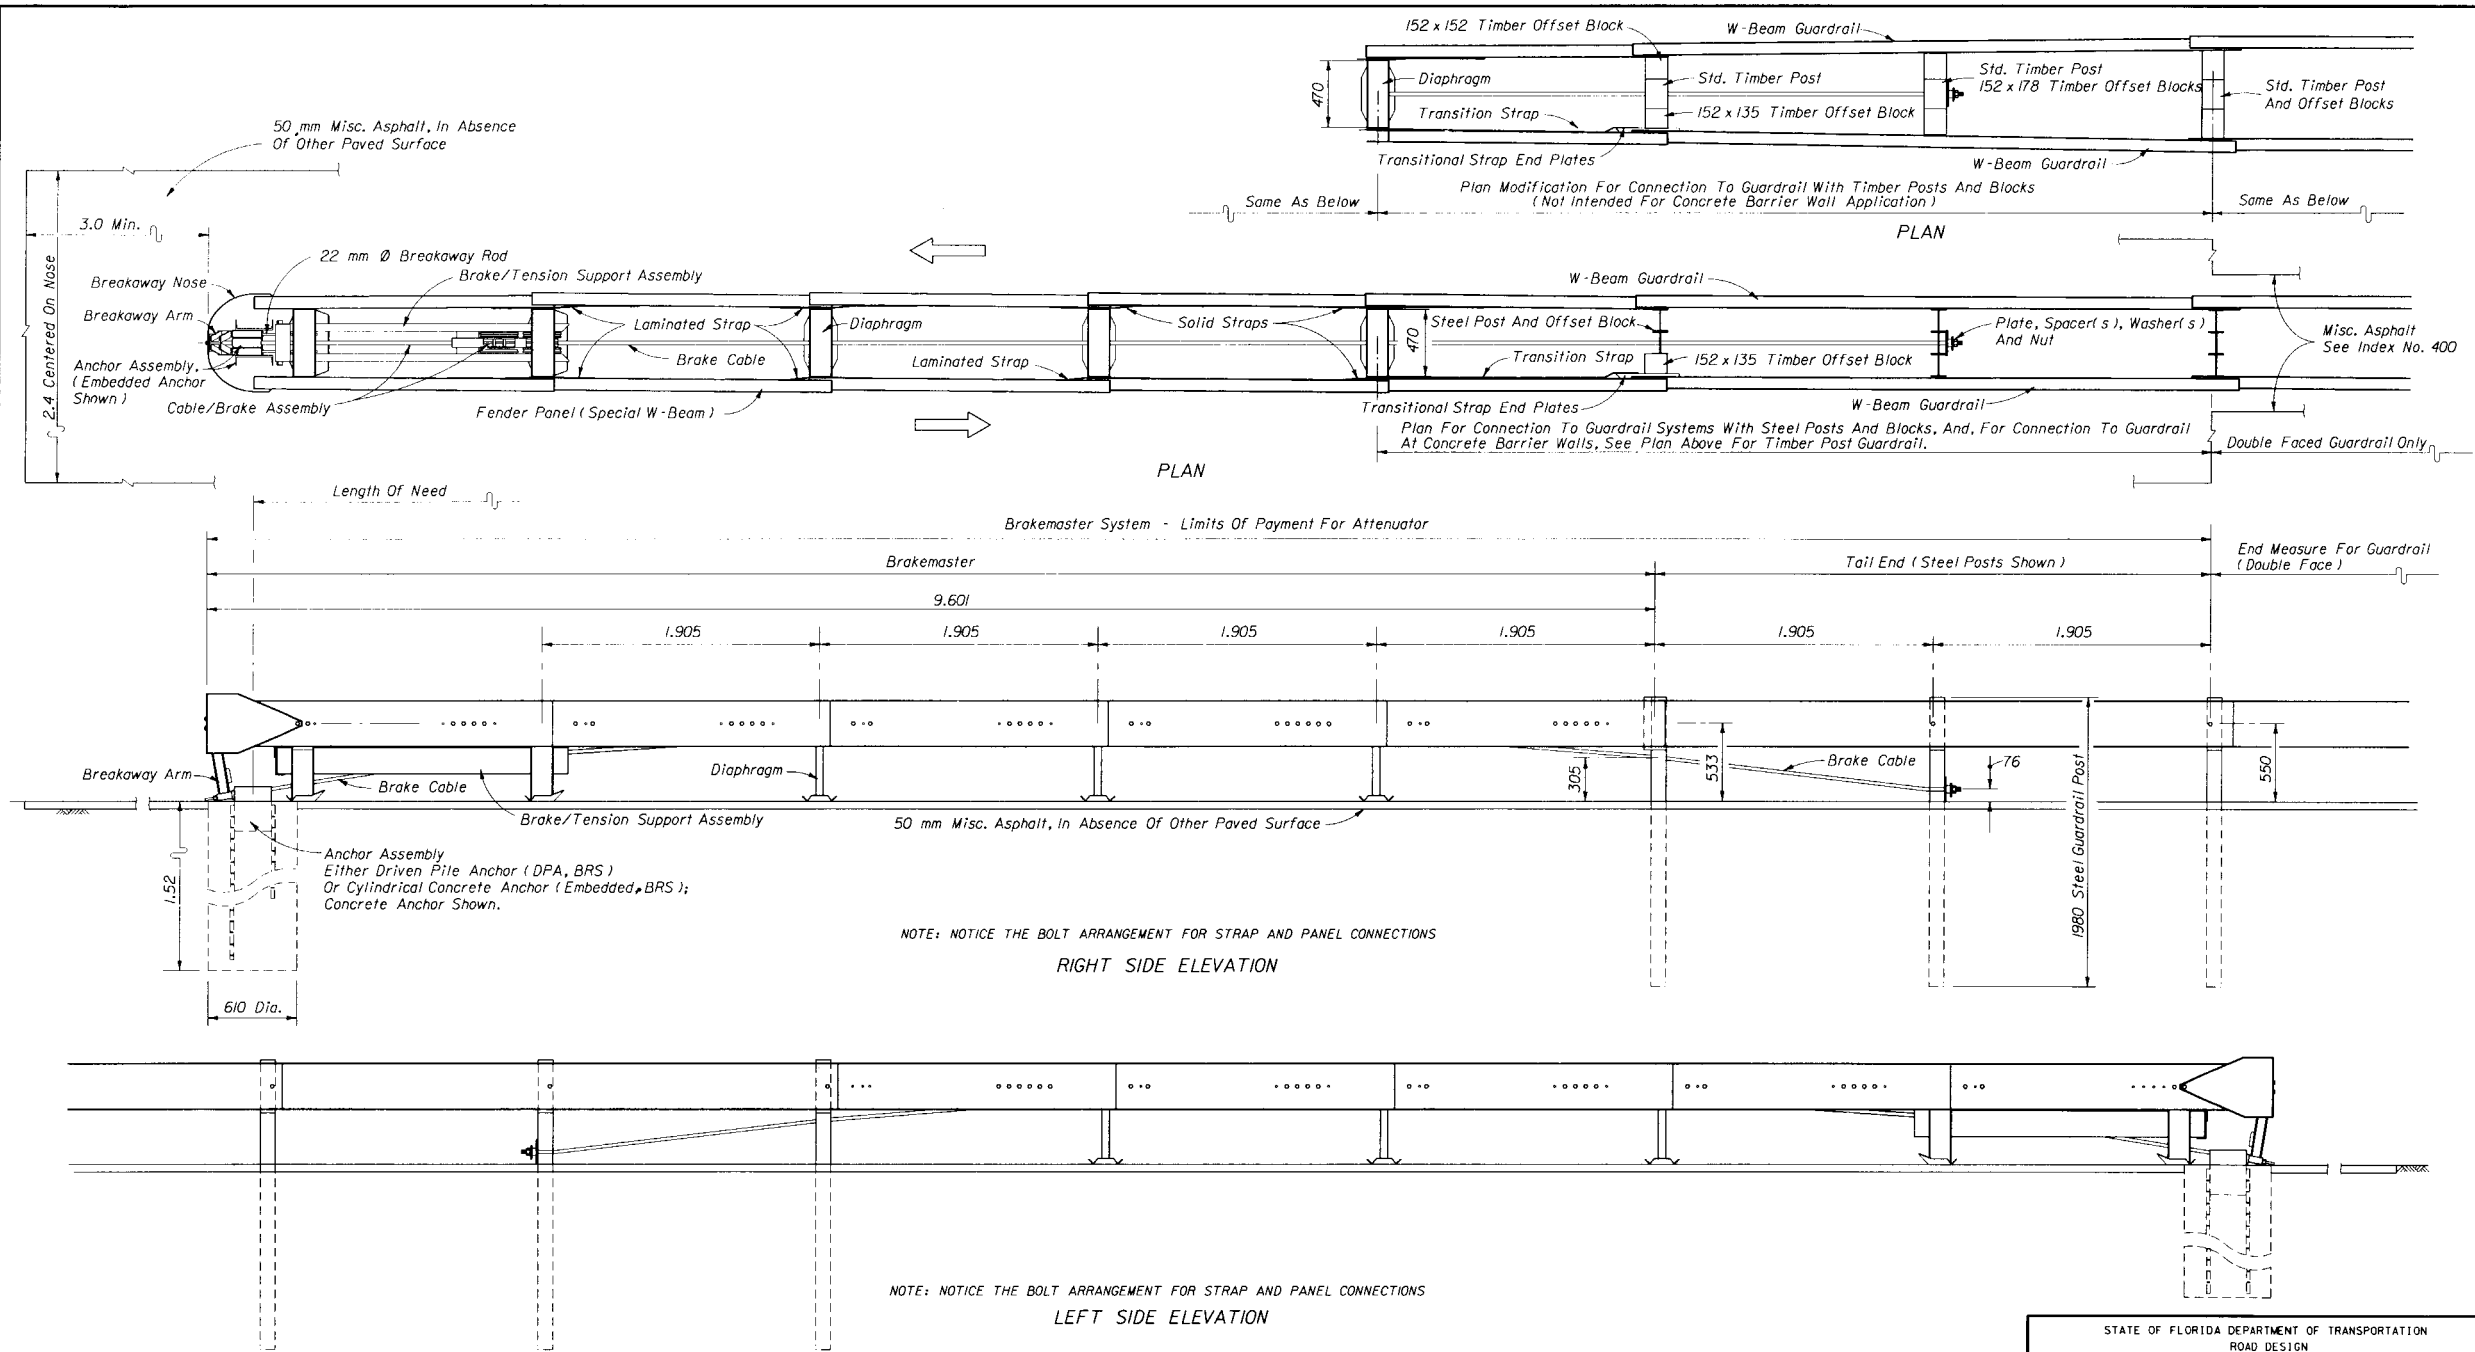 152 x 152 Timber Offset Block
W-Beam Guardrail
Diaphragm
Std. Timber Post
Std. Timber Post
152 x 178 Timber Offset Blocks
Std. Timber Post
And Offset Blocks
470
Transition Strap
152 x 135 Timber Offset Block
Transitional Strap End Plates
W-Beam Guardrail
Plan Modification For Connection To Guardrail With Timber Posts And Blocks
(Not Intended For Concrete Barrier Wall Application)
Same As Below
Same As Below
PLAN
50 mm Misc. Asphalt, In Absence
Of Other Paved Surface
3.0 Min.
2.4 Centered On Nose
22 mm Ø Breakaway Rod
Brake/Tension Support Assembly
Breakaway Nose
Breakaway Arm
Anchor Assembly,
(Embedded Anchor
Shown)
Cable/Brake Assembly
Laminated Strap
Diaphragm
Brake Cable
Laminated Strap
Fender Panel (Special W-Beam)
Solid Straps
W-Beam Guardrail
Steel Post And Offset Block
470
Transition Strap
152 x 135 Timber Offset Block
Plate, Spacer(s), Washer(s)
And Nut
Misc. Asphalt
See Index No. 400
Transitional Strap End Plates
W-Beam Guardrail
Plan For Connection To Guardrail Systems With Steel Posts And Blocks, And, For Connection To Guardrail
At Concrete Barrier Walls, See Plan Above For Timber Post Guardrail.
Double Faced Guardrail Only
PLAN
Length Of Need
Brakemaster System - Limits Of Payment For Attenuator
Brakemaster
Tail End (Steel Posts Shown)
End Measure For Guardrail
(Double Face)
9.601
1.905
1.905
1.905
1.905
1.905
1.905
Breakaway Arm
Brake Cable
Diaphragm
Brake/Tension Support Assembly
305
533
Brake Cable
76
550
1980 Steel Guardrail Post
50 mm Misc. Asphalt, In Absence Of Other Paved Surface
1.52
Anchor Assembly
Either Driven Pile Anchor (DPA, BRS)
Or Cylindrical Concrete Anchor (Embedded, BRS);
Concrete Anchor Shown.
610 Dia.
NOTE: NOTICE THE BOLT ARRANGEMENT FOR STRAP AND PANEL CONNECTIONS
RIGHT SIDE ELEVATION
NOTE: NOTICE THE BOLT ARRANGEMENT FOR STRAP AND PANEL CONNECTIONS
LEFT SIDE ELEVATION
STATE OF FLORIDA DEPARTMENT OF TRANSPORTATION
ROAD DESIGN